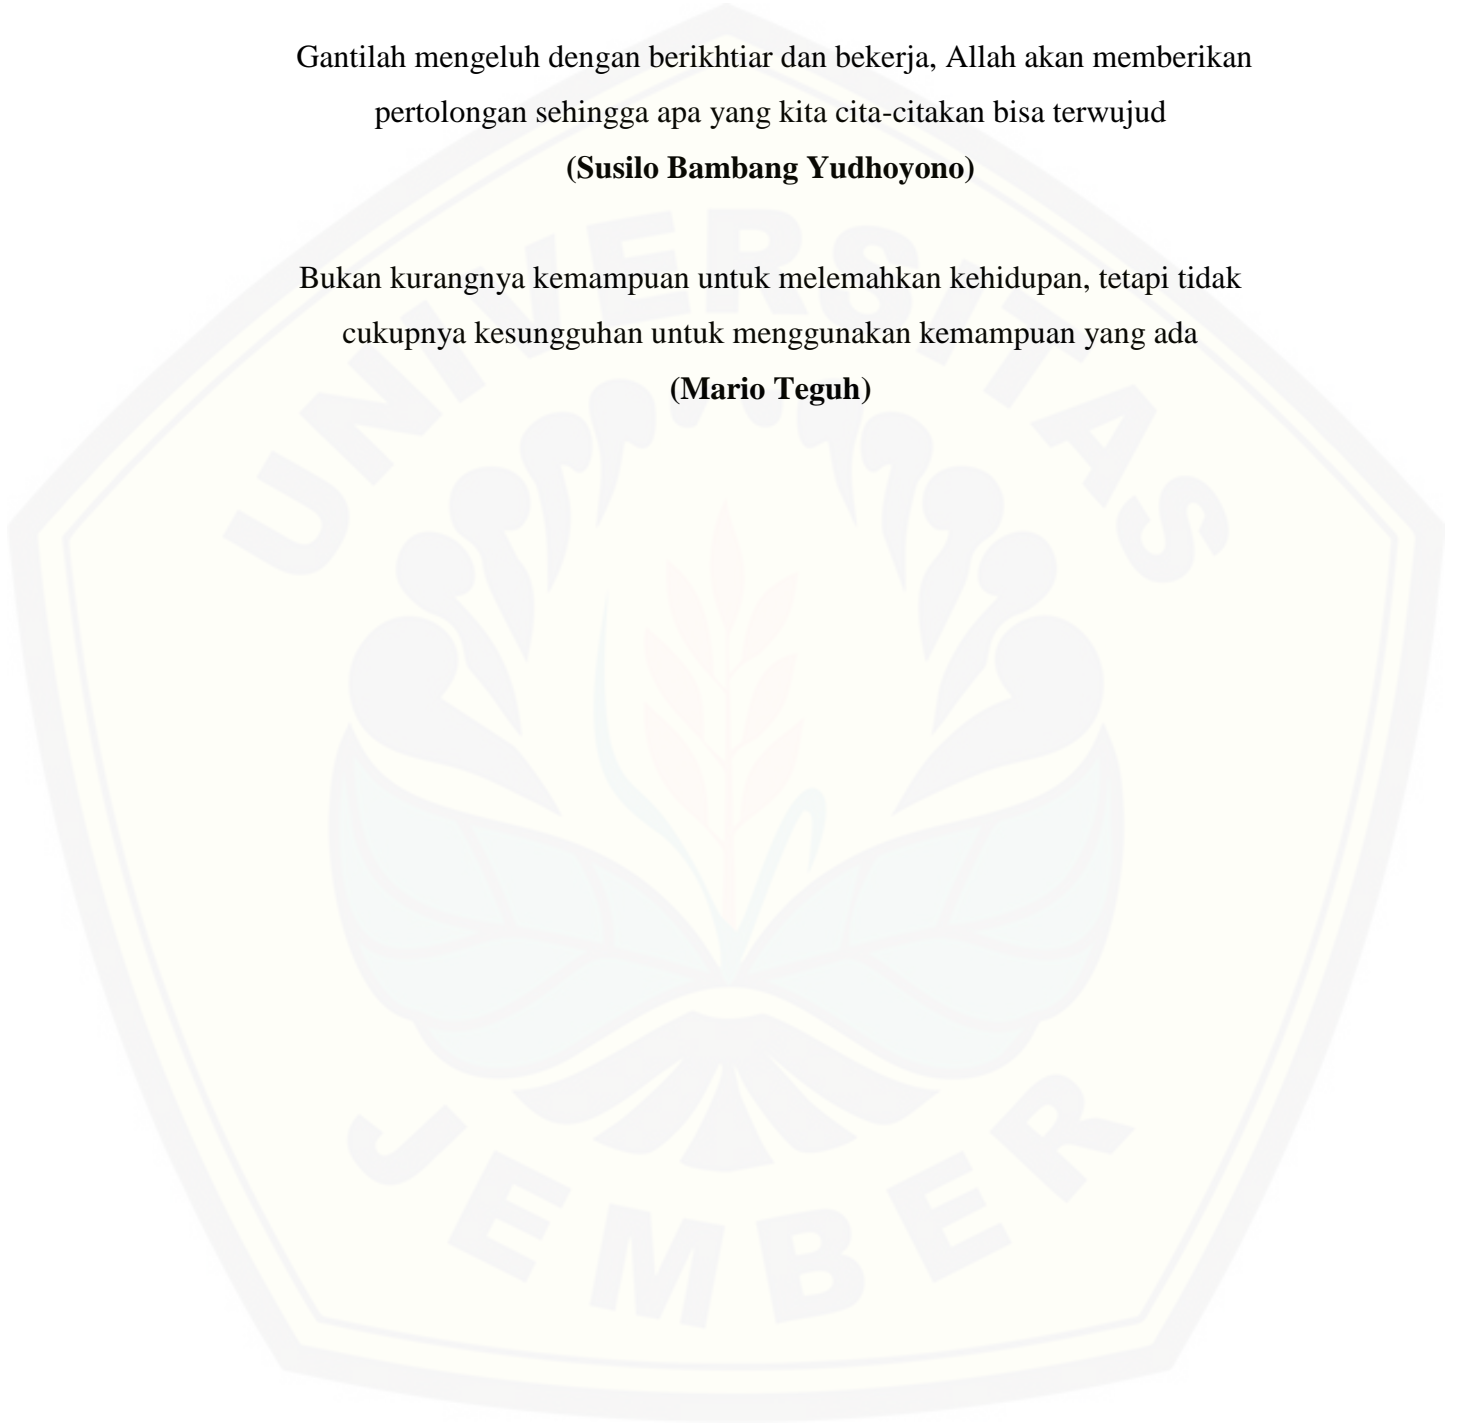 Gantilah mengeluh dengan berikhtiar dan bekerja, Allah akan memberikan
pertolongan sehingga apa yang kita cita-citakan bisa terwujud
(Susilo Bambang Yudhoyono)
Bukan kurangnya kemampuan untuk melemahkan kehidupan, tetapi tidak
cukupnya kesungguhan untuk menggunakan kemampuan yang ada
(Mario Teguh)
UNIVERSITAS
JEMBER